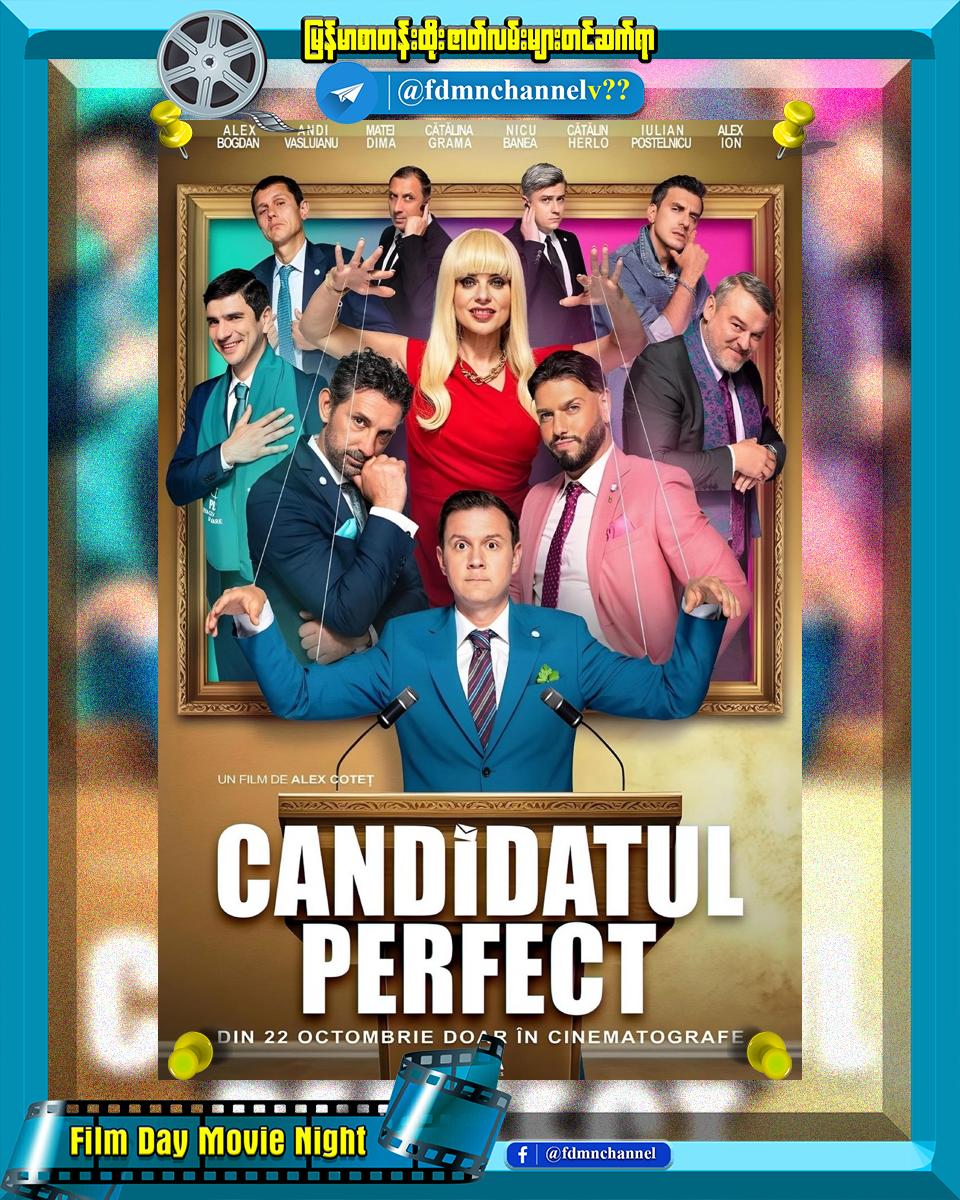 မြန်မာစာတန်းထိုး ဇာတ်လမ်းများတင်ဆက်ရာ
@fdmnchannelv??
ALEX BOGDAN
ANDI VASLUIANU
MATEI DIMA
CĂTĂLINA GRAMA
NICU BANEA
CĂTĂLIN HERLO
IULIAN POSTELNICU
ALEX ION
UN FILM DE ALEX COTEȚ
CANDIDATUL
PERFECT
DIN 22 OCTOMBRIE DOAR ÎN CINEMATOGRAFE
Film Day Movie Night
@fdmnchannel